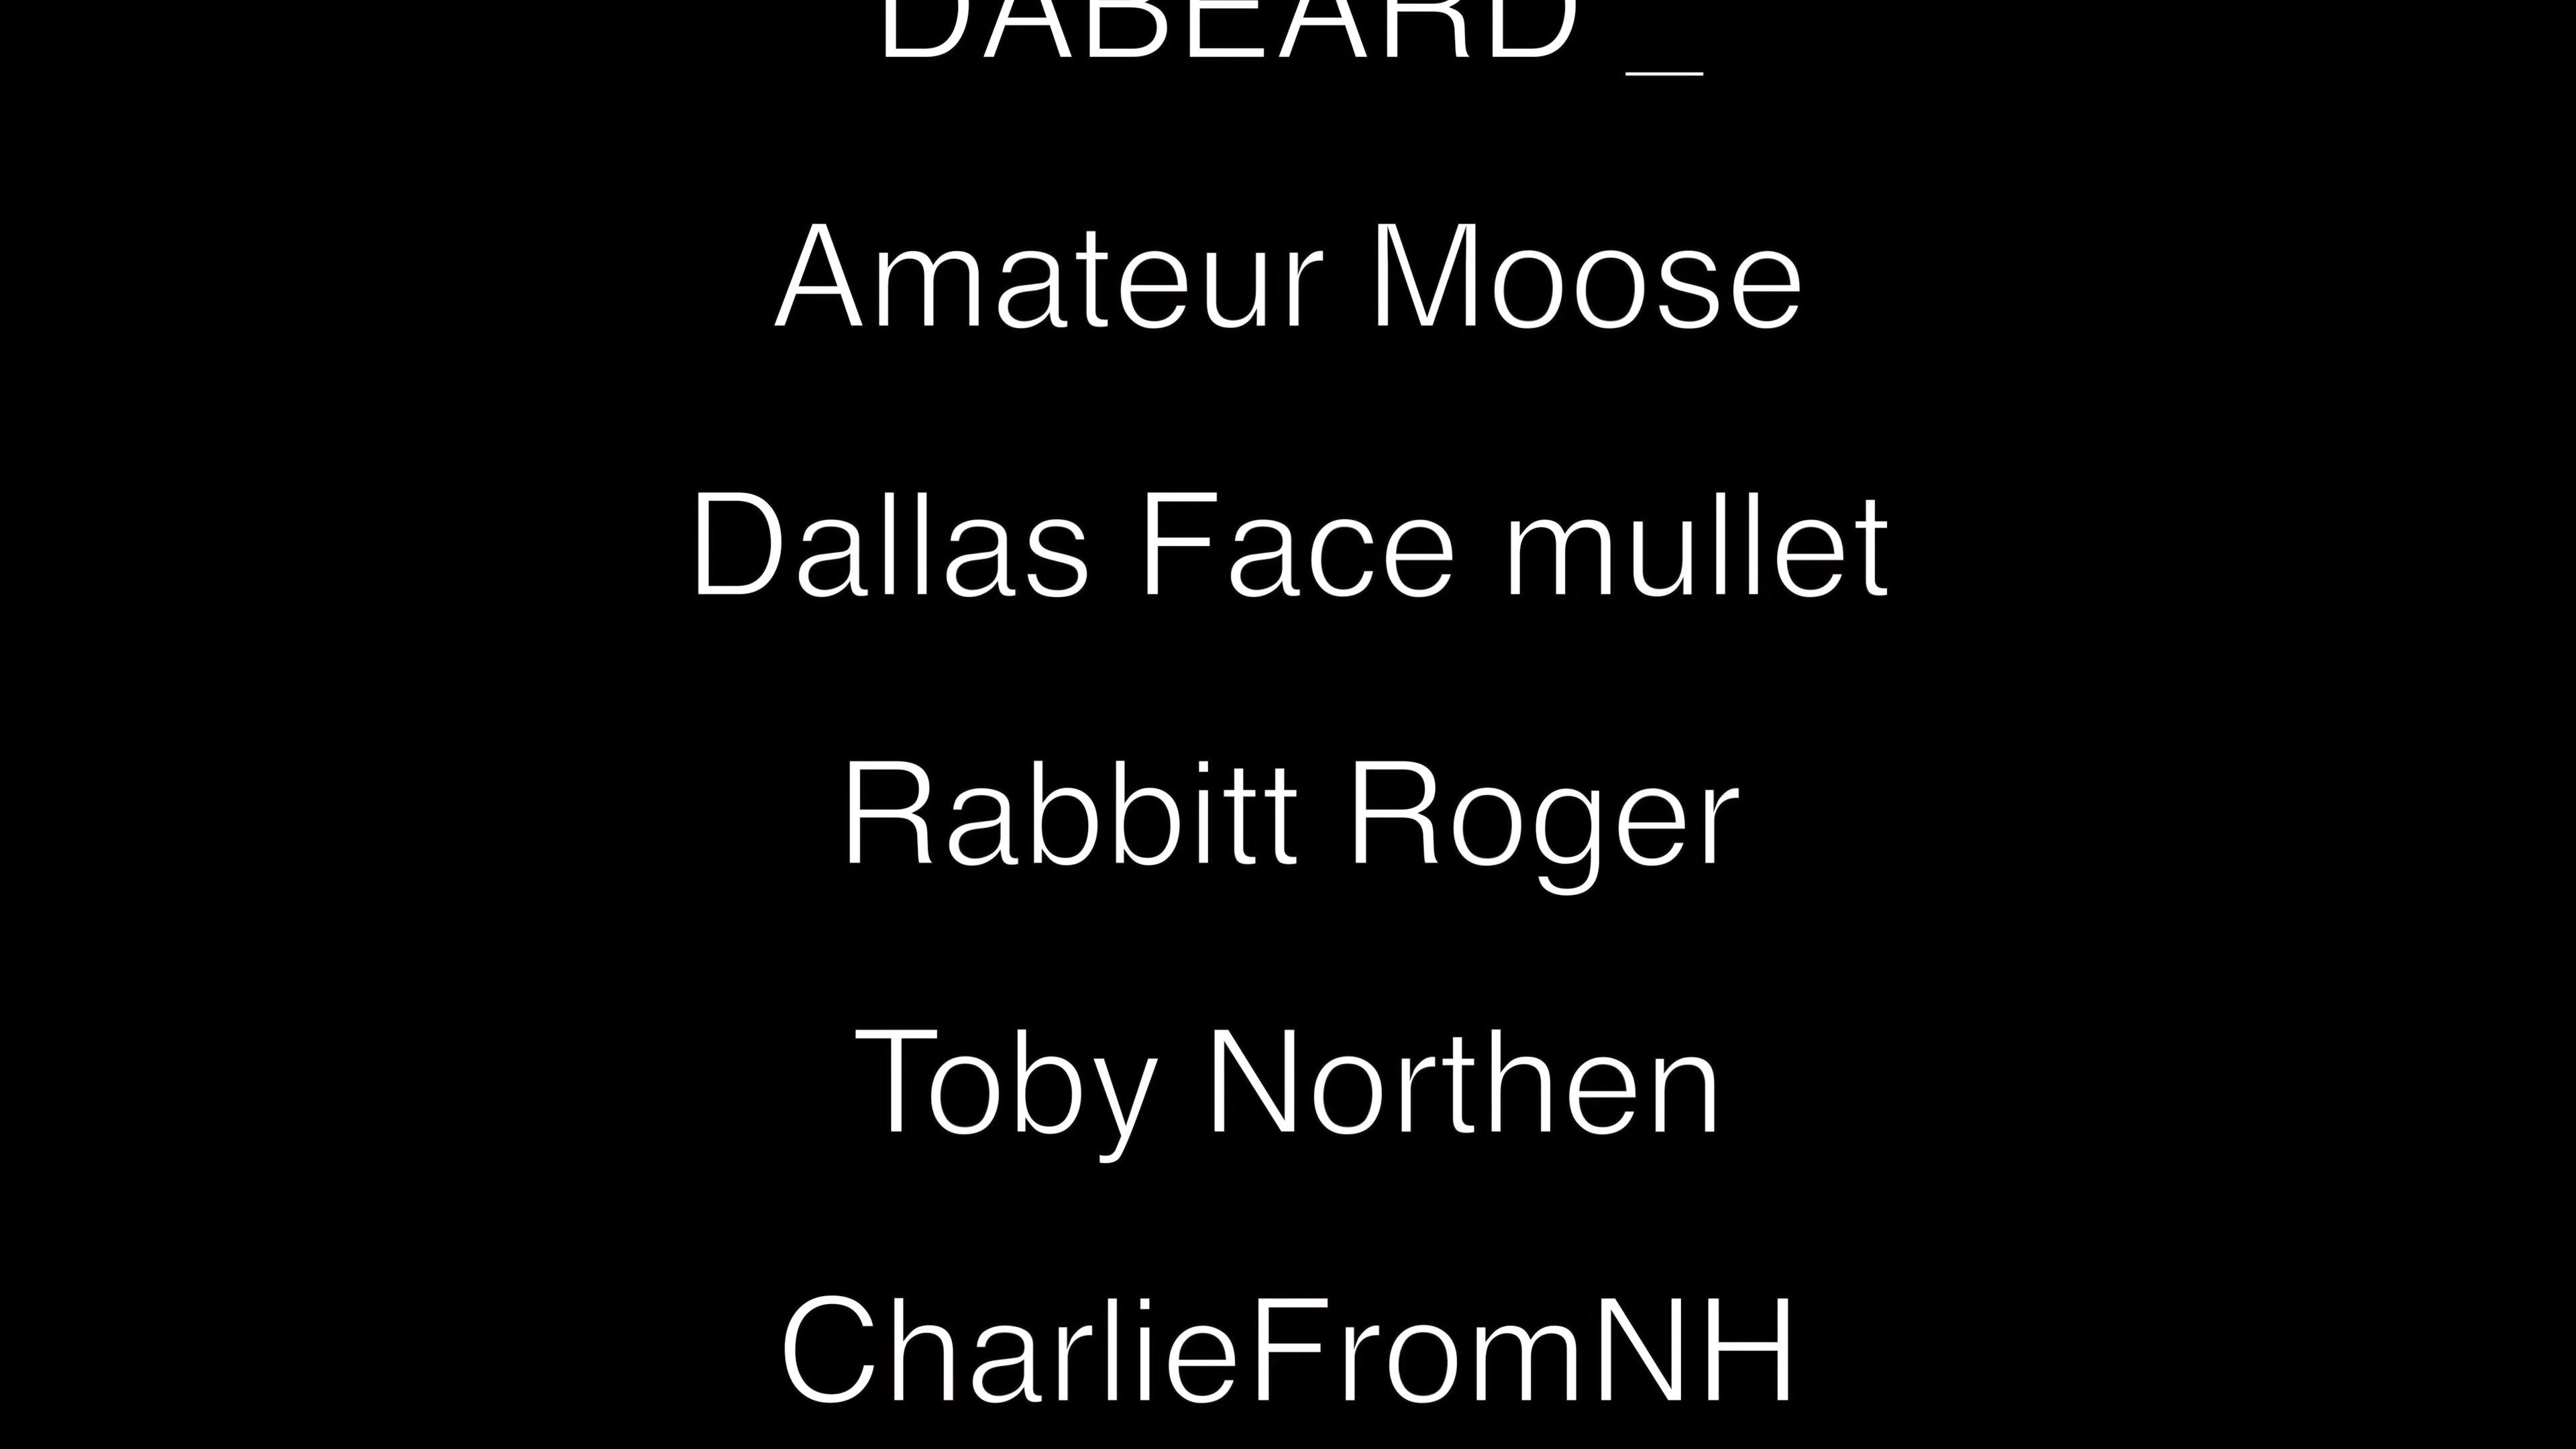 DABEARD _
Amateur Moose
Dallas Face mullet
Rabbitt Roger
Toby Northen
CharlieFromNH